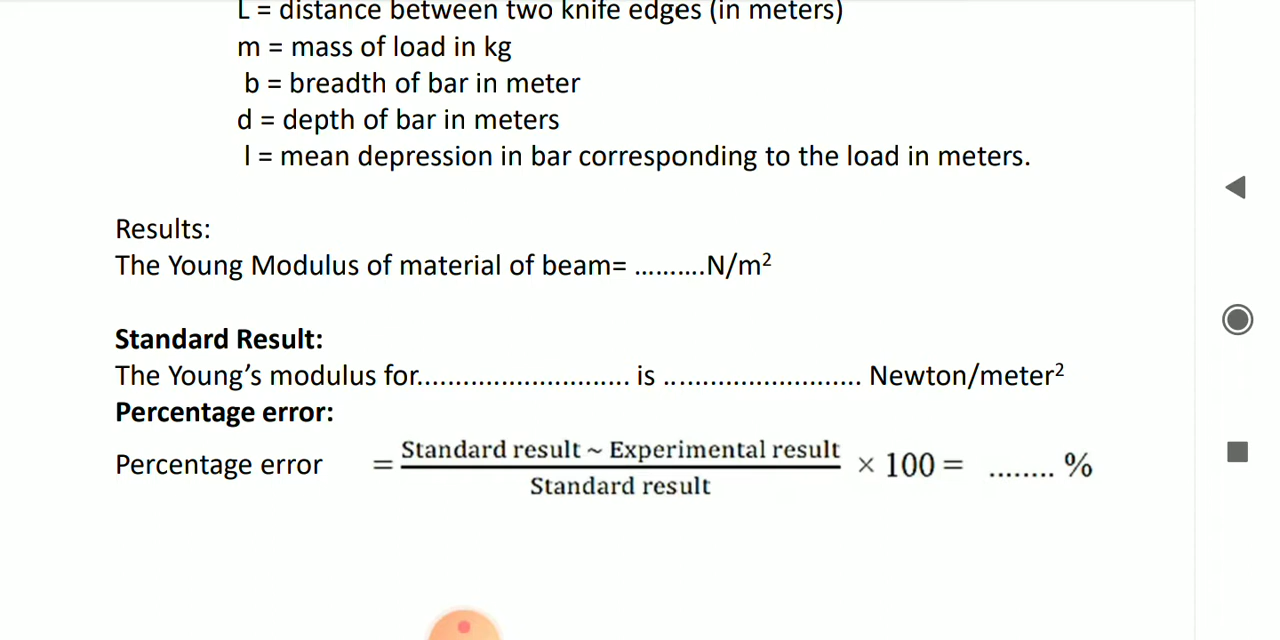 L = distance between two knife edges (in meters)
m = mass of load in kg
b = breadth of bar in meter
d = depth of bar in meters
l = mean depression in bar corresponding to the load in meters.
Results:
The Young Modulus of material of beam= ..........N/m²
Standard Result:
The Young’s modulus for............................ is .......................... Newton/meter²
Percentage error:
Percentage error = Standard result ~ Experimental result / Standard result × 100 = ........ %